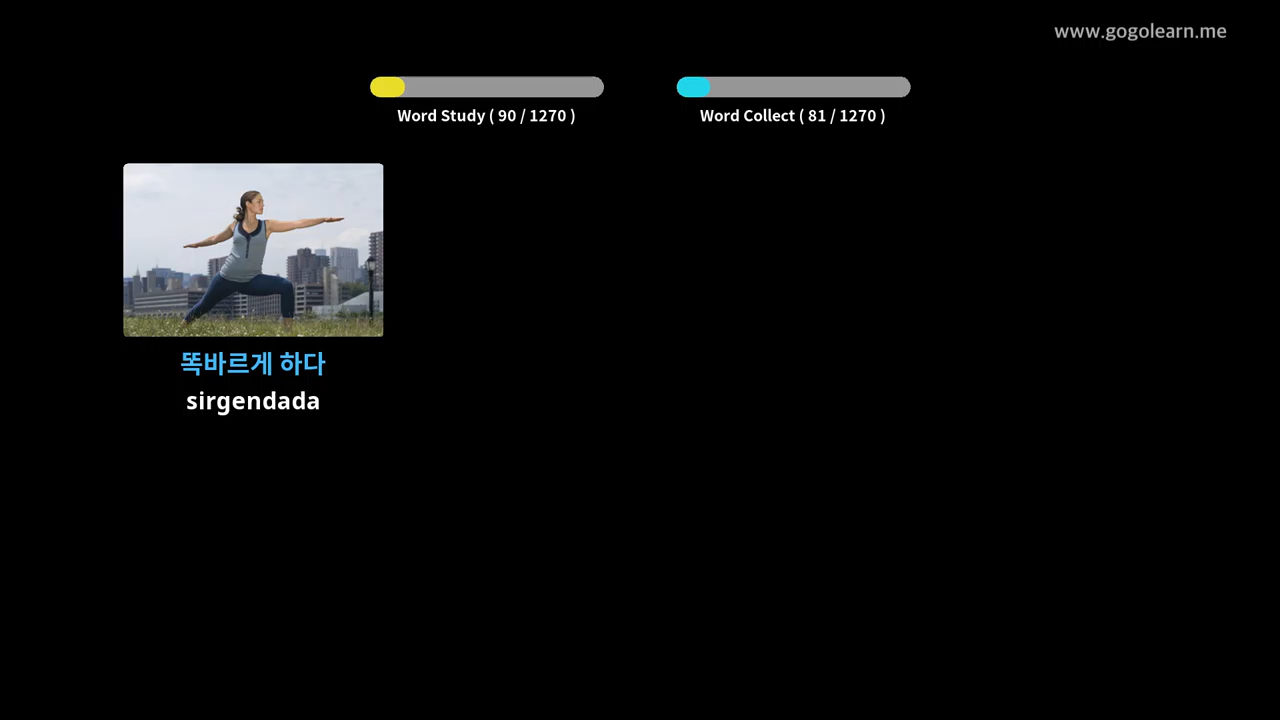 www.gogolearn.me
Word Study ( 90 / 1270 )
Word Collect ( 81 / 1270 )
똑바르게 하다
sirgendada